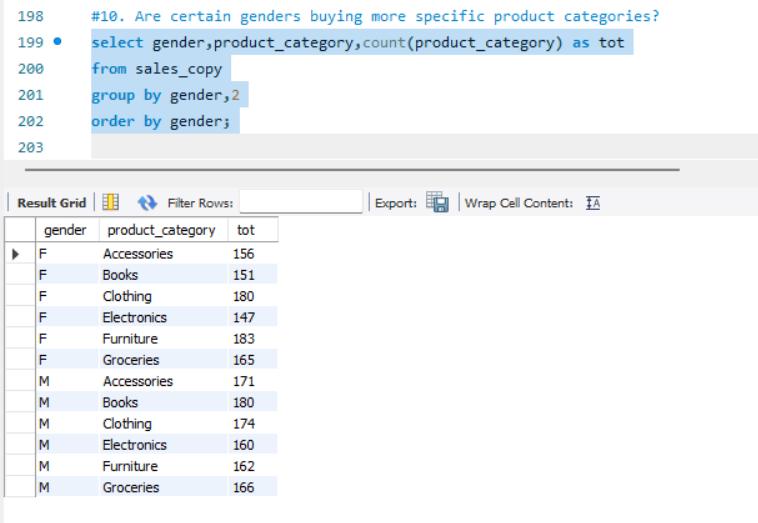 198 #10. Are certain genders buying more specific product categories?
199 select gender,product_category,count(product_category) as tot
200 from sales_copy
201 group by gender,2
202 order by gender;
203
Result Grid Filter Rows: Export: Wrap Cell Content: IA
gender product_category tot
F Accessories 156
F Books 151
F Clothing 180
F Electronics 147
F Furniture 183
F Groceries 165
M Accessories 171
M Books 180
M Clothing 174
M Electronics 160
M Furniture 162
M Groceries 166